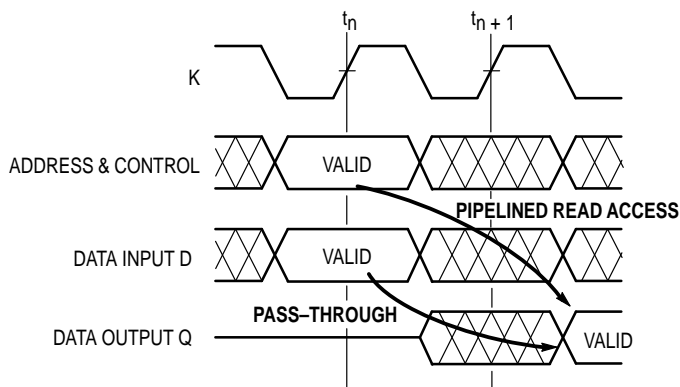 tn
tn + 1
K
ADDRESS & CONTROL
VALID
PIPELINED READ ACCESS
DATA INPUT D
VALID
PASS–THROUGH
DATA OUTPUT Q
VALID